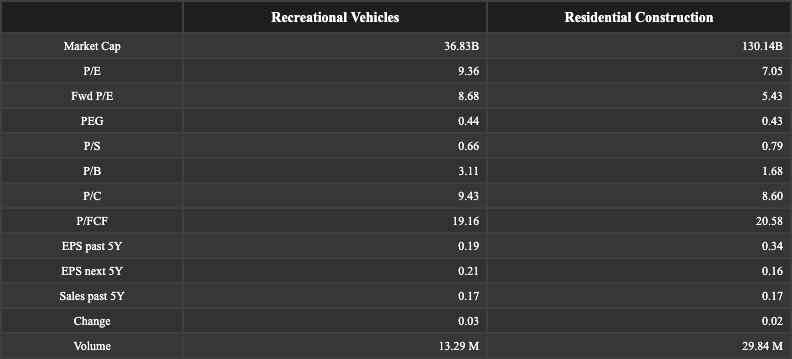 Recreational Vehicles Residential Construction
Market Cap 36.83B 130.14B
P/E 9.36 7.05
Fwd P/E 8.68 5.43
PEG 0.44 0.43
P/S 0.66 0.79
P/B 3.11 1.68
P/C 9.43 8.60
P/FCF 19.16 20.58
EPS past 5Y 0.19 0.34
EPS next 5Y 0.21 0.16
Sales past 5Y 0.17 0.17
Change 0.03 0.02
Volume 13.29 M 29.84 M